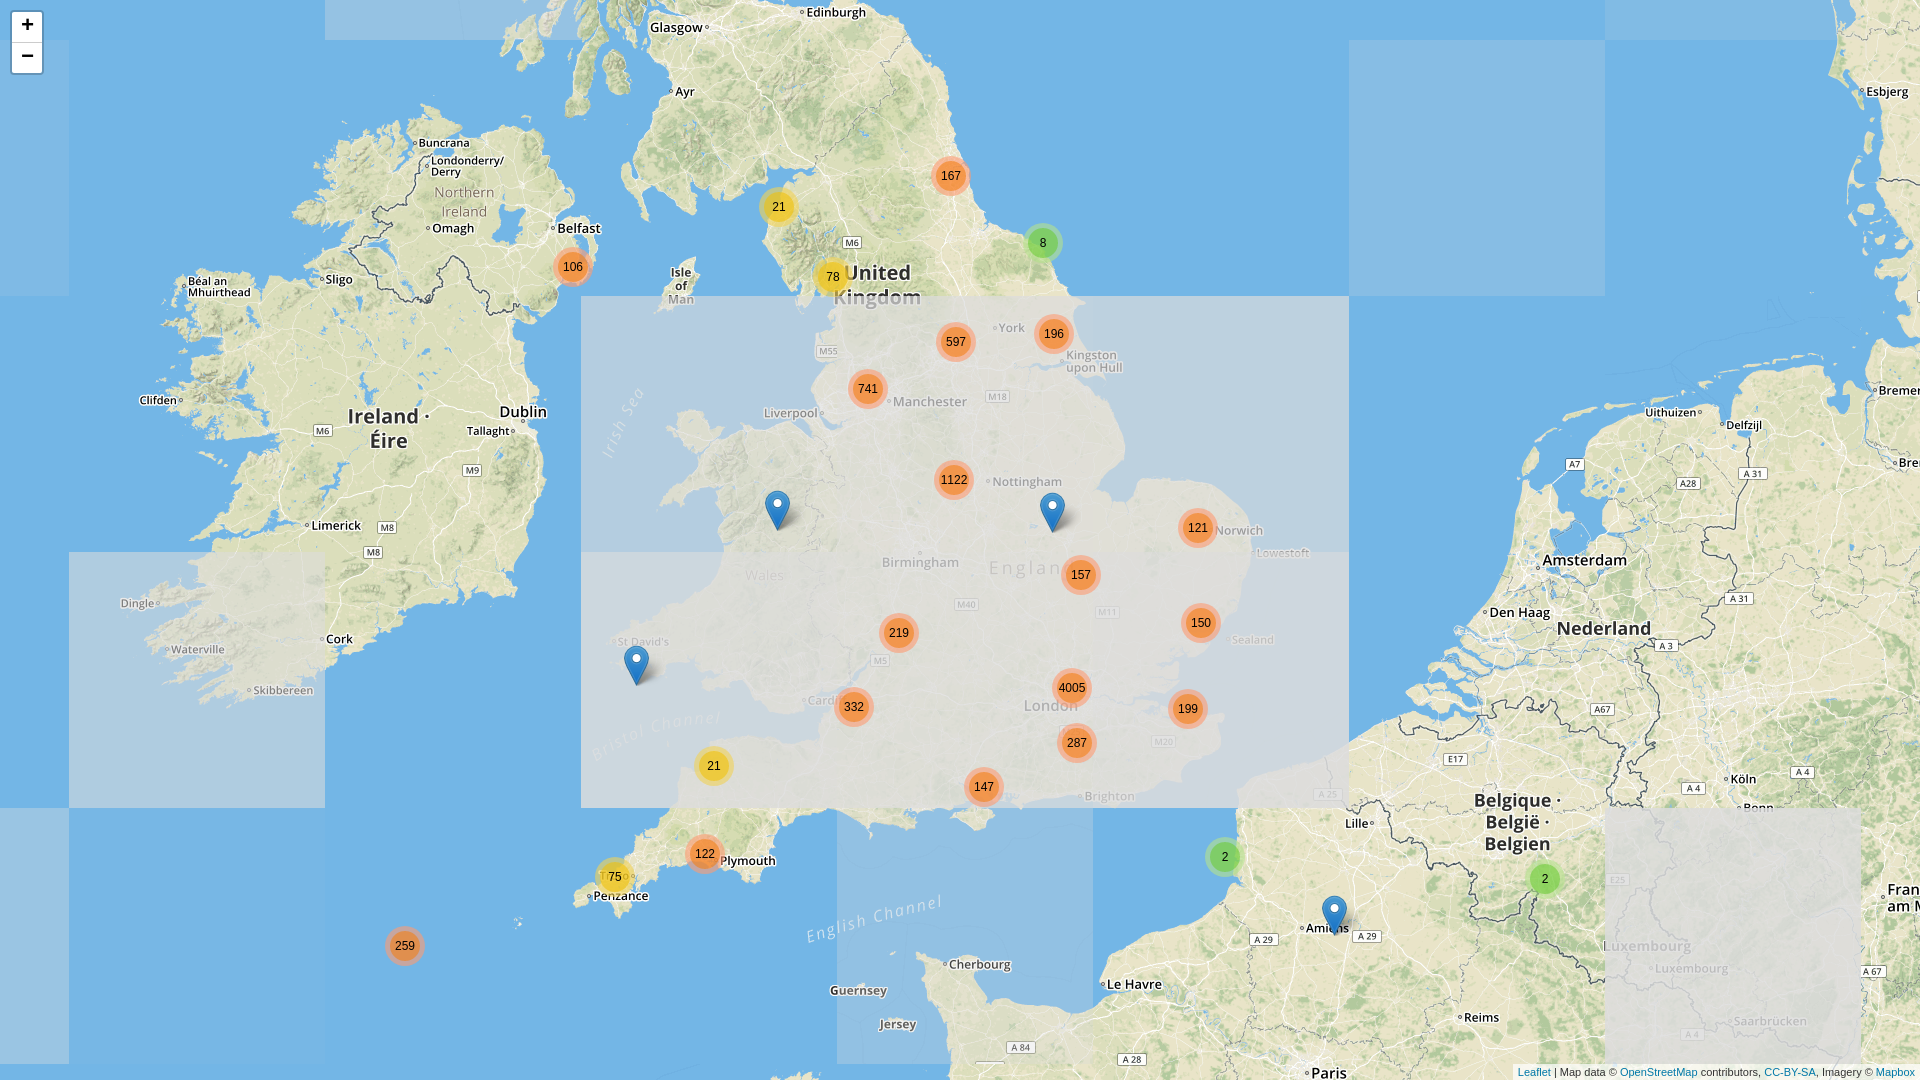 +
−
Edinburgh
Glasgow
Ayr
Esbjerg
Buncrana
Londonderry/
Derry
Northern
Ireland
Omagh
Belfast
167
21
8
M6
106
78
United
Kingdom
Isle
of
Man
Sligo
Béal an
Mhuirthead
York
196
597
M55
Kingston
upon Hull
741
Manchester
M18
Liverpool
Irish Sea
Clifden
Dublin
Ireland ·
Éire
M6
Tallaght
M9
Uithuizen
Delfzijl
A7
A 31
A28
1122
Nottingham
Limerick
M8
M8
121
Norwich
Lowestoft
Birmingham
Wales
157
Amsterdam
M40
M11
A 31
Dingle
Den Haag
150
Nederland
219
Sealand
Cork
St David's
A 3
Waterville
M5
Skibbereen
4005
London
332
199
A67
Bristol Channel
287
M20
E17
21
Köln
A 4
147
Brighton
A 25
A 4
Belgique ·
België ·
Belgien
Lille
122
Plymouth
2
75
Penzance
2
E25
English Channel
Amiens
A 29
A 29
259
Luxembourg
Luxembourg
A 67
Cherbourg
Le Havre
Guernsey
Jersey
Reims
Saarbrücken
A 4
A 84
A 28
Paris
Leaflet | Map data © OpenStreetMap contributors, CC-BY-SA, Imagery © Mapbox